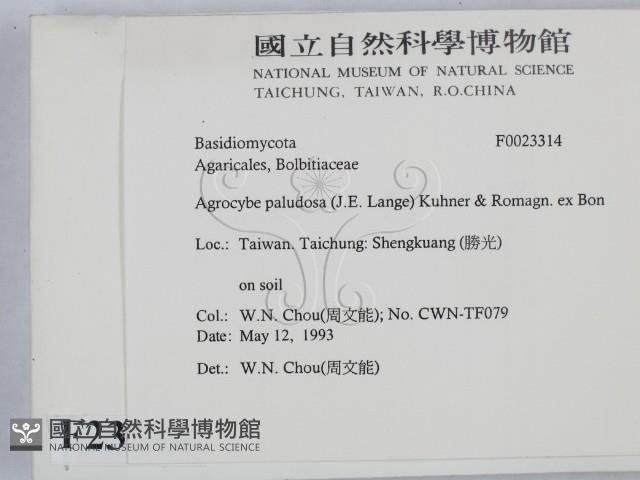 國立自然科學博物館
NATIONAL MUSEUM OF NATURAL SCIENCE
TAICHUNG, TAIWAN, R.O.CHINA
Basidiomycota F0023314
Agaricales, Bolbitiaceae
Agrocybe paludosa (J.E. Lange) Kuhner & Romagn. ex Bon
Loc.: Taiwan. Taichung: Shengkuang (勝光)
on soil
Col.: W.N. Chou(周文能); No. CWN-TF079
Date: May 12, 1993
Det.: W.N. Chou(周文能)
1-23
國立自然科學博物館
NATIONAL MUSEUM OF NATURAL SCIENCE